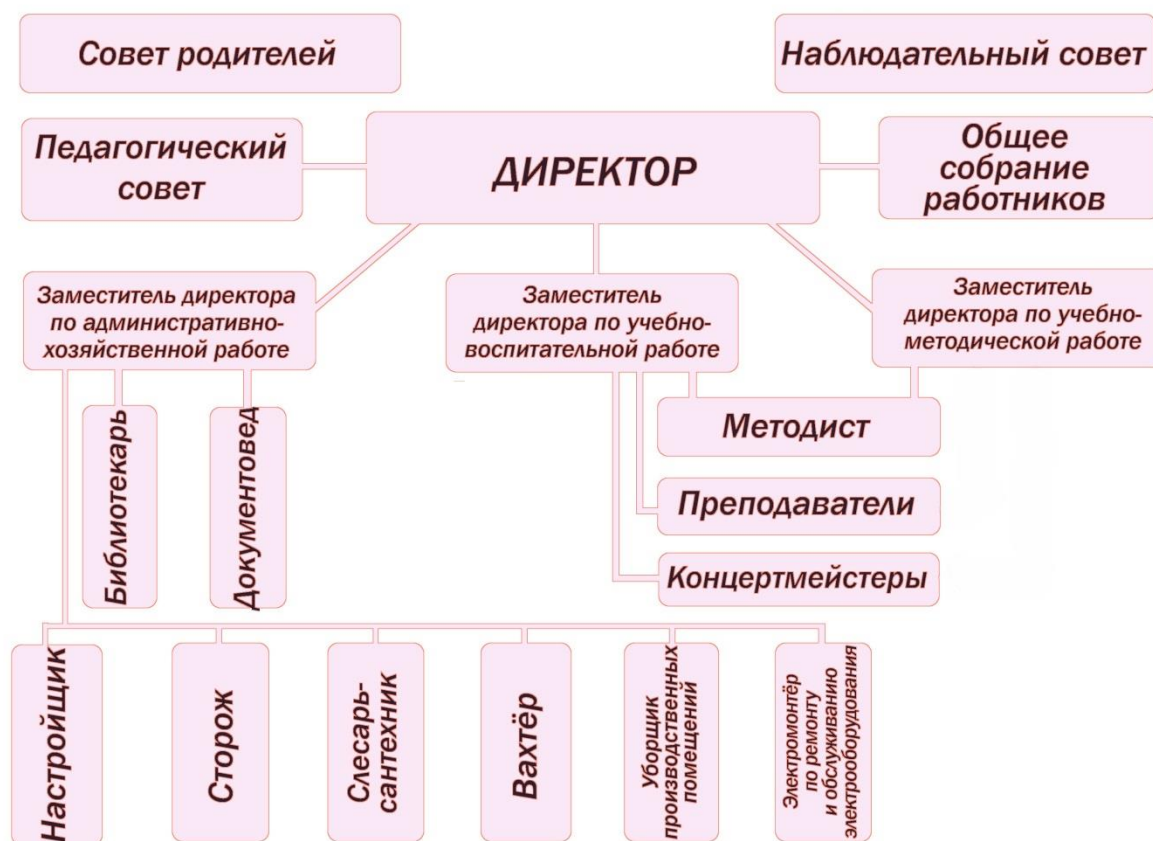 Совет родителей
Наблюдательный совет
Педагогический
совет
ДИРЕКТОР
Общее
собрание
работников
Заместитель директора
по административно-
хозяйственной работе
Заместитель
директора по учебно-
воспитательной работе
Заместитель
директора по учебно-
методической работе
Библиотекарь
Документовед
Методист
Преподаватели
Концертмейстеры
Настройщик
Сторож
Слесарь-
сантехник
Вахтёр
Уборщик
производственных
помещений
Электромонтёр
по ремонту
и обслуживанию
электрооборудования